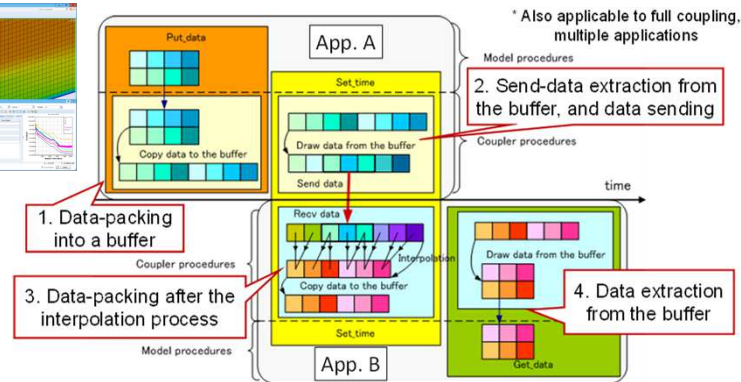 * Also applicable to full coupling,
multiple applications
Put_data
App. A
Model procedures
Set_time
2. Send-data extraction from
the buffer, and data sending
Copy data to the buffer
Draw data from the buffer
Send data
Coupler procedures
time
1. Data-packing
into a buffer
Recv data
Interpolation
Draw data from the buffer
Coupler procedures
3. Data-packing after the
interpolation process
Copy data to the buffer
4. Data extraction
from the buffer
Set_time
Model procedures
App. B
Get_data